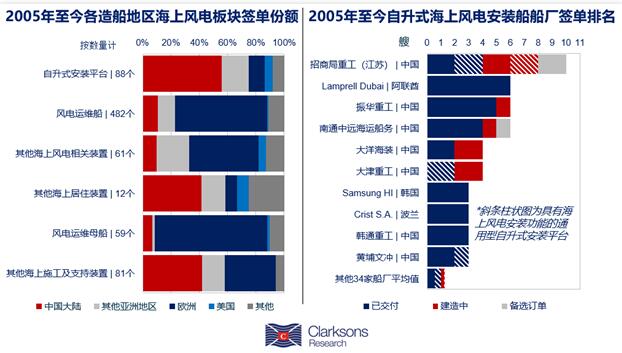 2005年至今各造船地区海上风电板块签单份额
按数量计
0% 20% 40% 60% 80% 100%
自升式安装平台 | 88个
风电运维船 | 482个
其他海上风电相关装置 | 61个
其他海上居住装置 | 12个
风电运维母船 | 59个
其他海上施工及支持装置 | 81个
中国大陆 其他亚洲地区 欧洲 美国 其他
2005年至今自升式海上风电安装船船厂签单排名
艘
0 1 2 3 4 5 6 7 8 9 10 11
招商局重工（江苏） | 中国
Lamprell Dubai | 阿联酋
振华重工 | 中国
南通中远海运船务 | 中国
大洋海装 | 中国
大津重工 | 中国
Samsung HI | 韩国
Crist S.A. | 波兰
韩通重工 | 中国
黄埔文冲 | 中国
其他34家船厂平均值
*斜条柱状图为具有海
上风电安装功能的通
用型自升式安装平台
已交付 建造中 备选订单
C
Clarksons
Research